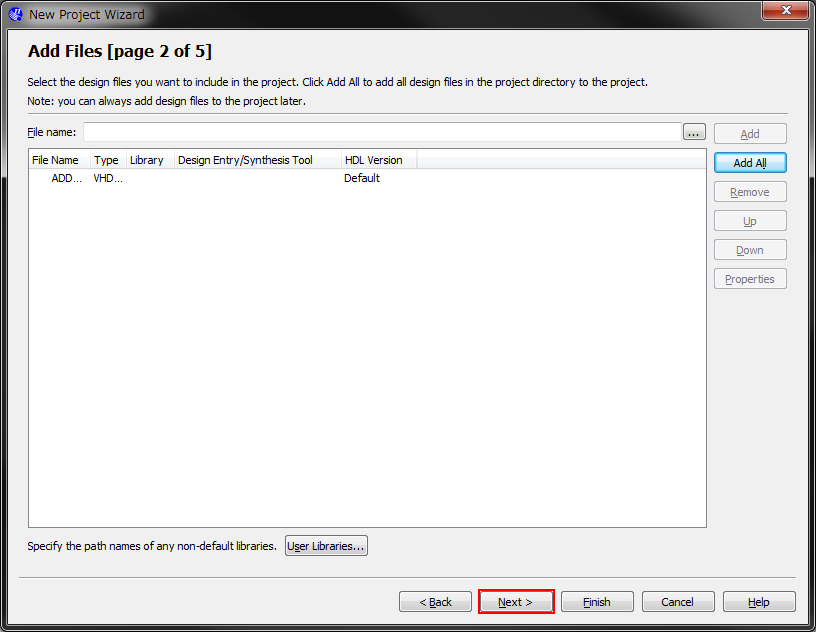 New Project Wizard
Add Files [page 2 of 5]
Select the design files you want to include in the project. Click Add All to add all design files in the project directory to the project.
Note: you can always add design files to the project later.
File name: ... Add
File Name Type Library Design Entry/Synthesis Tool HDL Version Add All
ADD... VHD... Default
Remove
Up
Down
Properties
Specify the path names of any non-default libraries. User Libraries...
< Back Next > Finish Cancel Help